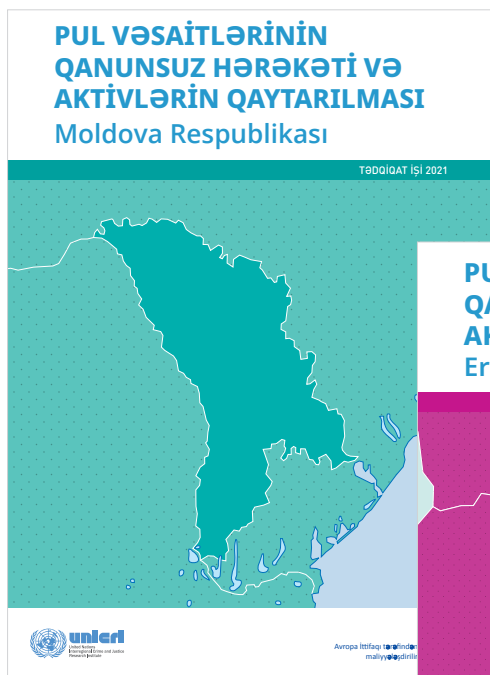 PUL VƏSAİTLƏRİNİN
QANUNSUZ HƏRƏKƏTİ VƏ
AKTİVLƏRİN QAYTARILMASI
Moldova Respublikası
TƏDQİQAT İŞİ 2021
PU
QA
AK
Er
unicri
United Nations
Interregional Crime and Justice
Research Institute
Avropa İttifaqı tərəfindən
maliyyələşdirilir